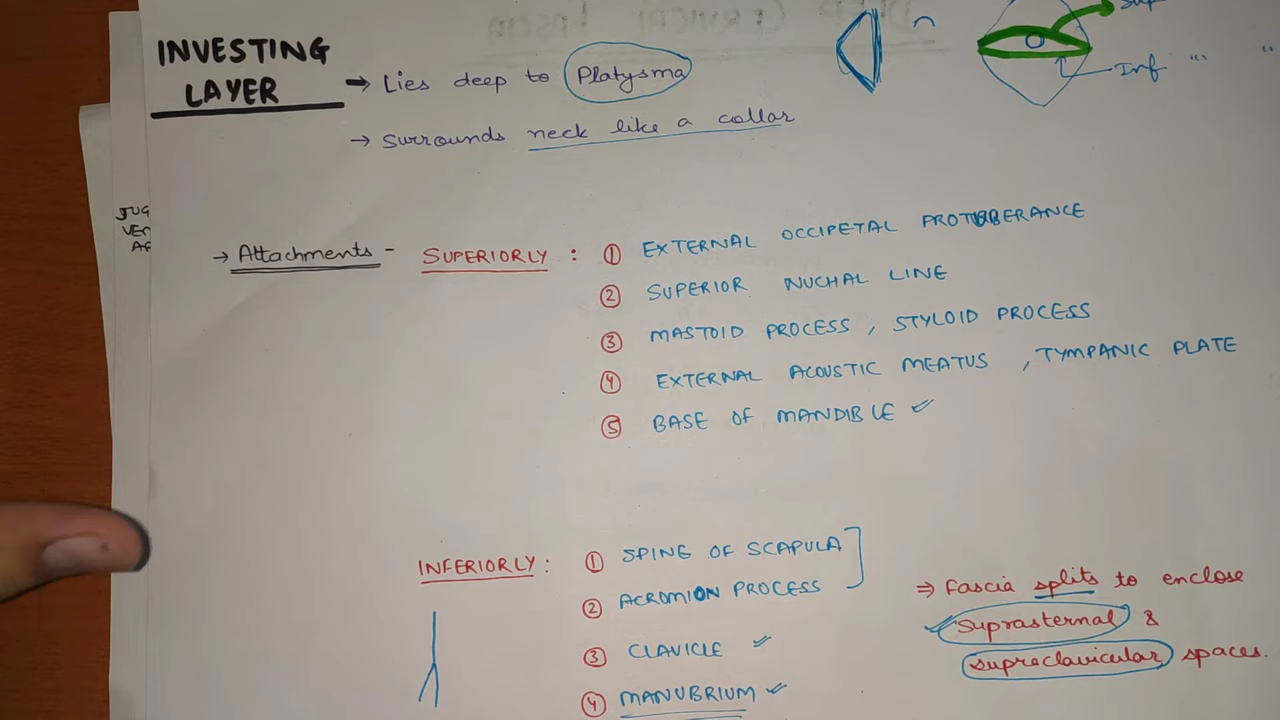 INVESTING
LAYER
→ Lies deep to Platysma
→ Surrounds neck like a collar
Inf "
JUG
VEN
→ Attachments - SUPERIORLY :
① EXTERNAL OCCIPETAL PROTUBERANCE
② SUPERIOR NUCHAL LINE
③ MASTOID PROCESS , STYLOID PROCESS
④ EXTERNAL ACOUSTIC MEATUS , TYMPANIC PLATE
⑤ BASE OF MANDIBLE
INFERIORLY :
① SPINE OF SCAPULA
② ACROMION PROCESS
③ CLAVICLE
④ MANUBRIUM
⇒ Fascia splits to enclose
Suprasternal &
supraclavicular spaces.